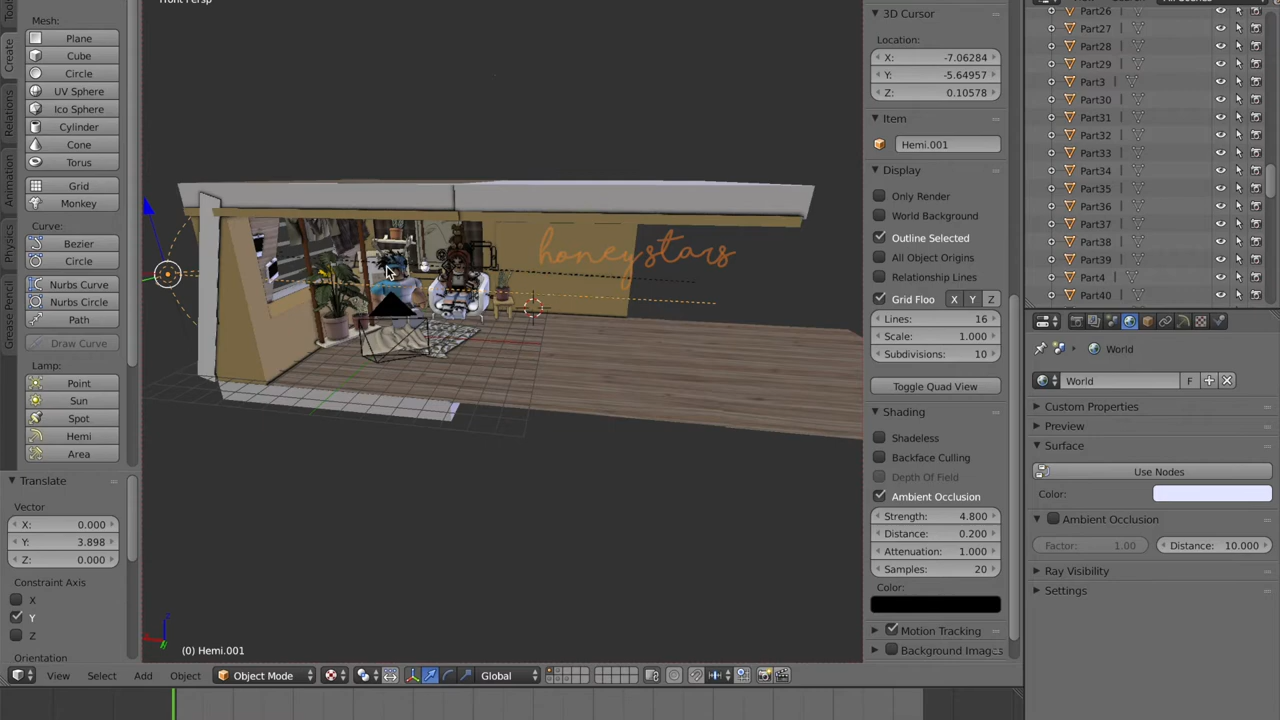 Mesh:
Plane
Cube
Circle
UV Sphere
Ico Sphere
Cylinder
Cone
Torus
Grid
Monkey
Curve:
Bezier
Circle
Nurbs Curve
Nurbs Circle
Path
Draw Curve
Lamp:
Point
Sun
Spot
Hemi
Area
Tools
Create
Relations
Animation
Physics
Grease Pencil
Translate
Vector
X: 0.000
Y: 3.898
Z: 0.000
Constraint Axis
X
Y
Z
Orientation
honeystars
(0) Hemi.001
View
Select
Add
Object
Object Mode
Global
3D Cursor
Location:
X: -7.06284
Y: -5.64957
Z: 0.10578
Item
Hemi.001
Display
Only Render
World Background
Outline Selected
All Object Origins
Relationship Lines
Grid Floo X Y Z
Lines: 16
Scale: 1.000
Subdivisions: 10
Toggle Quad View
Shading
Shadeless
Backface Culling
Depth Of Field
Ambient Occlusion
Strength: 4.800
Distance: 0.200
Attenuation: 1.000
Samples: 20
Color:
Motion Tracking
Background Images
Part26
Part27
Part28
Part29
Part3
Part30
Part31
Part32
Part33
Part34
Part35
Part36
Part37
Part38
Part39
Part4
Part40
World
World F
Custom Properties
Preview
Surface
Use Nodes
Color:
Ambient Occlusion
Factor: 1.00
Distance: 10.000
Ray Visibility
Settings